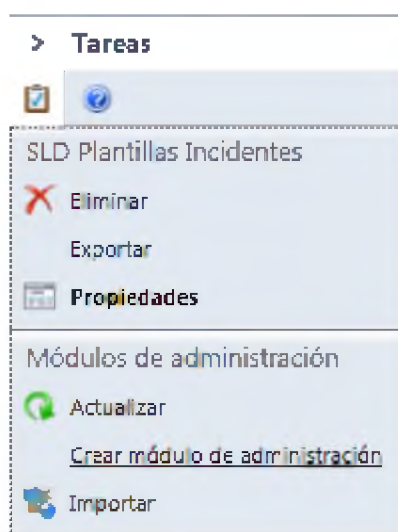 > Tareas
SLD Plantillas Incidentes
Eliminar
Exportar
Propiedades
Módulos de administración
Actualizar
Crear módulo de administración
Importar